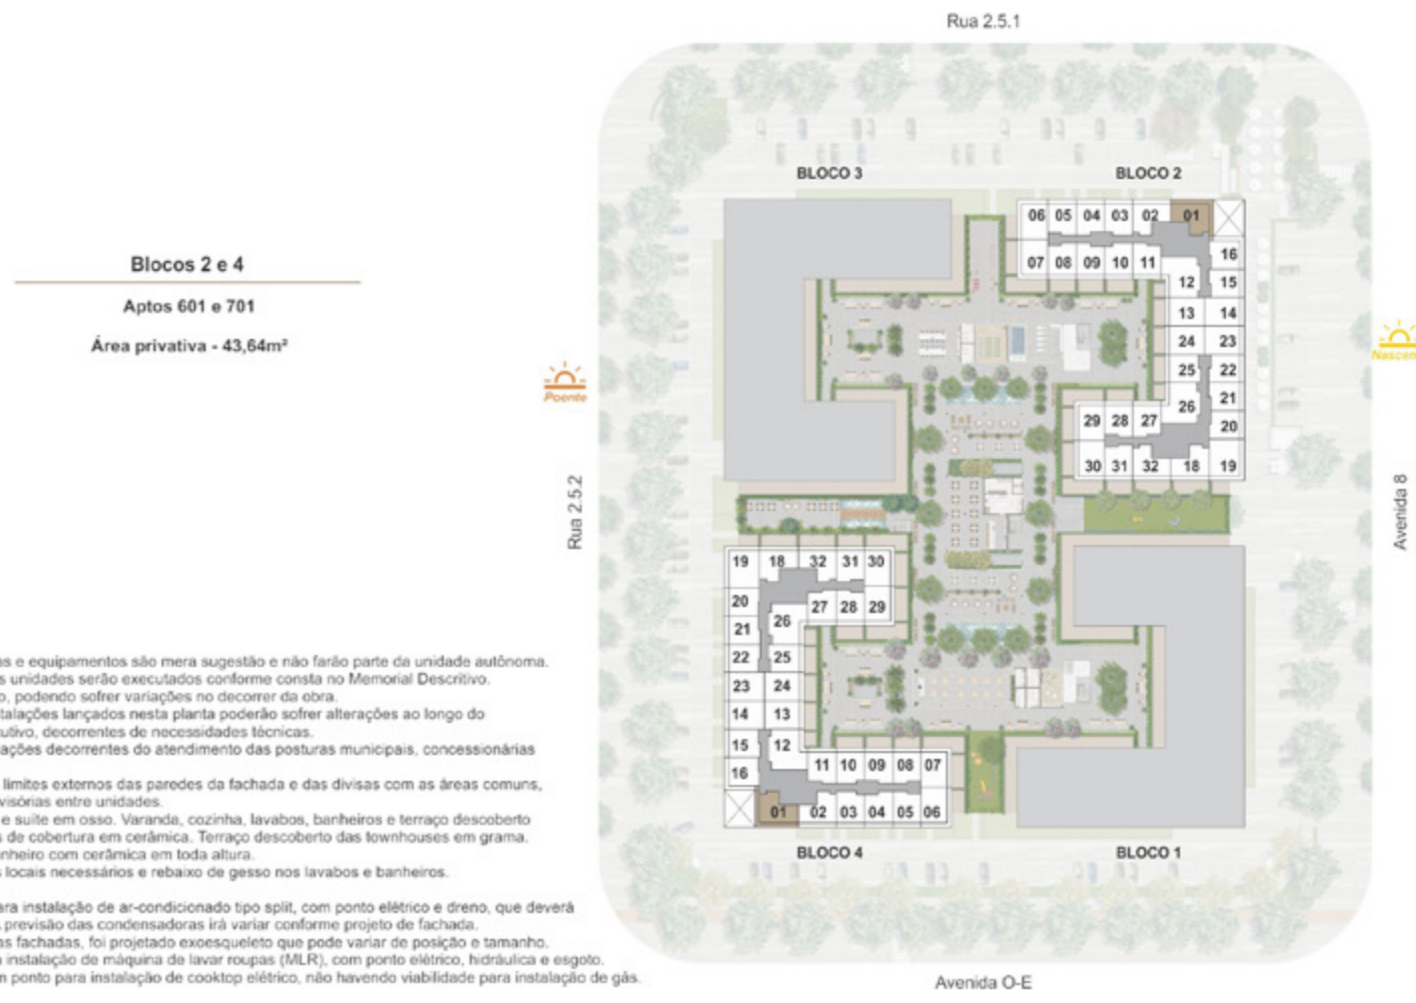 Rua 2.5.1
BLOCO 3
BLOCO 2
06 05 04 03 02 01
16
07 08 09 10 11
12 15
13 14
24 23
25 22
21
26
29 28 27
20
30 31 32 18 19
Blocos 2 e 4
Aptos 601 e 701
Área privativa - 43,64m²
Poente
Nascen
Rua 2.5.2
Avenida 8
19 18 32 31 30
20
27 28 29
26
21
22 25
23 24
14 13
15 12
11 10 09 08 07
16
01 02 03 04 05 06
BLOCO 4
BLOCO 1
Avenida O-E
as e equipamentos são mera sugestão e não farão parte da unidade autônoma.
s unidades serão executados conforme consta no Memorial Descritivo.
o, podendo sofrer variações no decorrer da obra.
talações lançados nesta planta poderão sofrer alterações ao longo do
utivo, decorrentes de necessidades técnicas.
ações decorrentes do atendimento das posturas municipais, concessionárias
limites externos das paredes da fachada e das divisas com as áreas comuns,
visórias entre unidades.
e suíte em osso. Varanda, cozinha, lavabos, banheiros e terraço descoberto
s de cobertura em cerâmica. Terraço descoberto das townhouses em grama.
nheiro com cerâmica em toda altura.
s locais necessários e rebaixo de gesso nos lavabos e banheiros.
ara instalação de ar-condicionado tipo split, com ponto elétrico e dreno, que deverá
previsão das condensadoras irá variar conforme projeto de fachada.
as fachadas, foi projetado exoesqueleto que pode variar de posição e tamanho.
a instalação de máquina de lavar roupas (MLR), com ponto elétrico, hidráulica e esgoto.
m ponto para instalação de cooktop elétrico, não havendo viabilidade para instalação de gás.